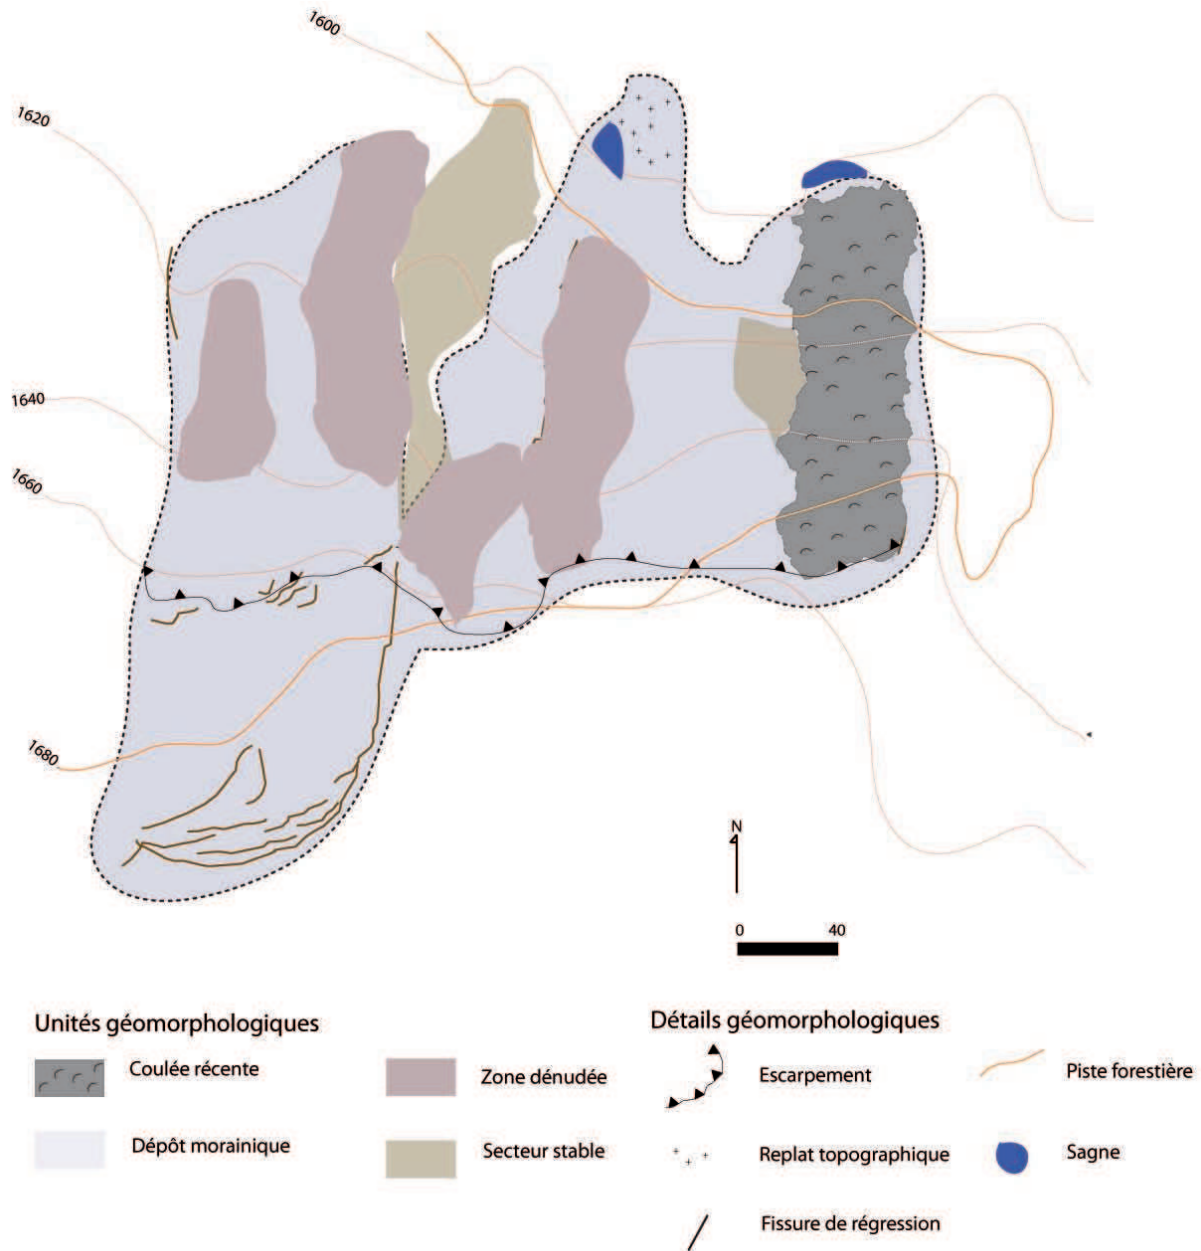 1600
1620
1640
1660
1680
N
0 40
Unités géomorphologiques
Détails géomorphologiques
Coulée récente
Zone dénudée
Escarpement
Piste forestière
Dépôt morainique
Secteur stable
Replat topographique
Sagne
Fissure de régression